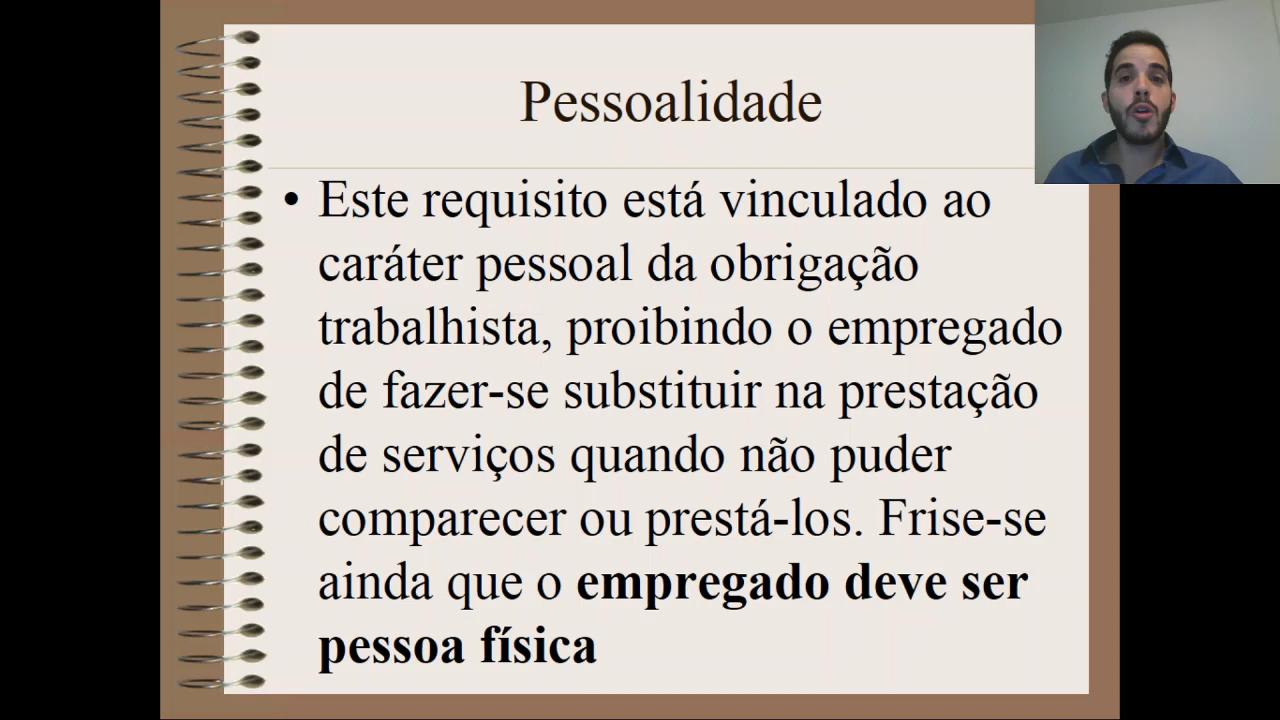 Pessoalidade
• Este requisito está vinculado ao
caráter pessoal da obrigação
trabalhista, proibindo o empregado
de fazer-se substituir na prestação
de serviços quando não puder
comparecer ou prestá-los. Frise-se
ainda que o empregado deve ser
pessoa física